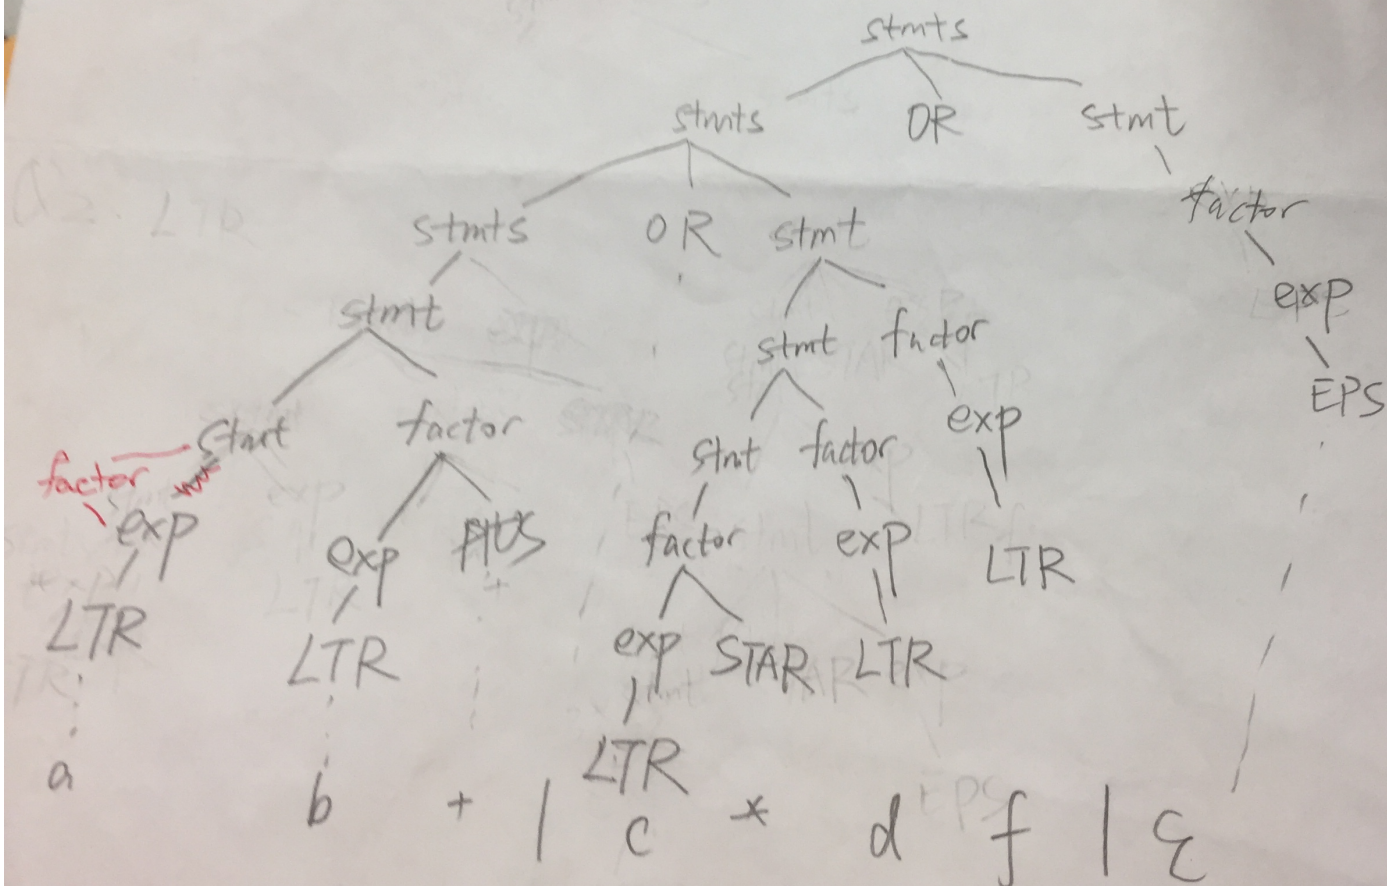 stmts
stmts OR stmt
factor
stmts OR stmt
exp
stmt stmt factor
EPS
stmt factor exp
factor stmt factor
exp exp PLUS factor exp LTR
LTR LTR exp STAR LTR
LTR
a b + | c * d f | ε